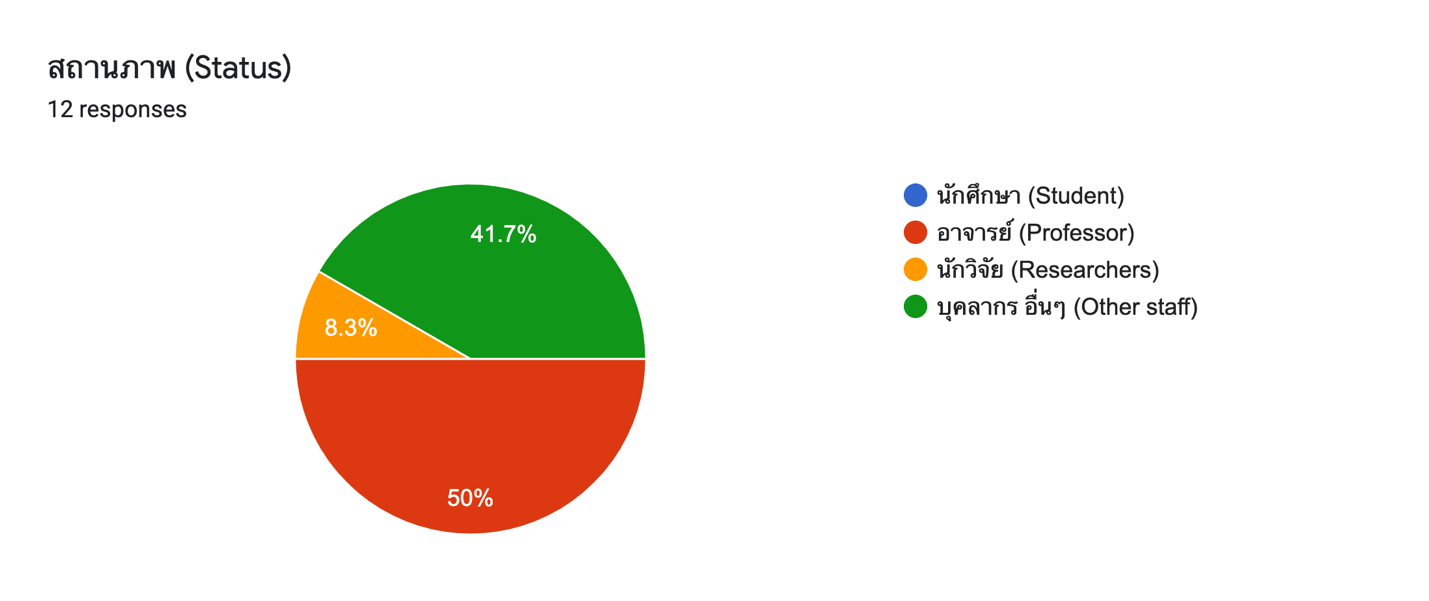 สถานภาพ (Status)
12 responses
41.7%
8.3%
50%
นักศึกษา (Student)
อาจารย์ (Professor)
นักวิจัย (Researchers)
บุคลากร อื่นๆ (Other staff)